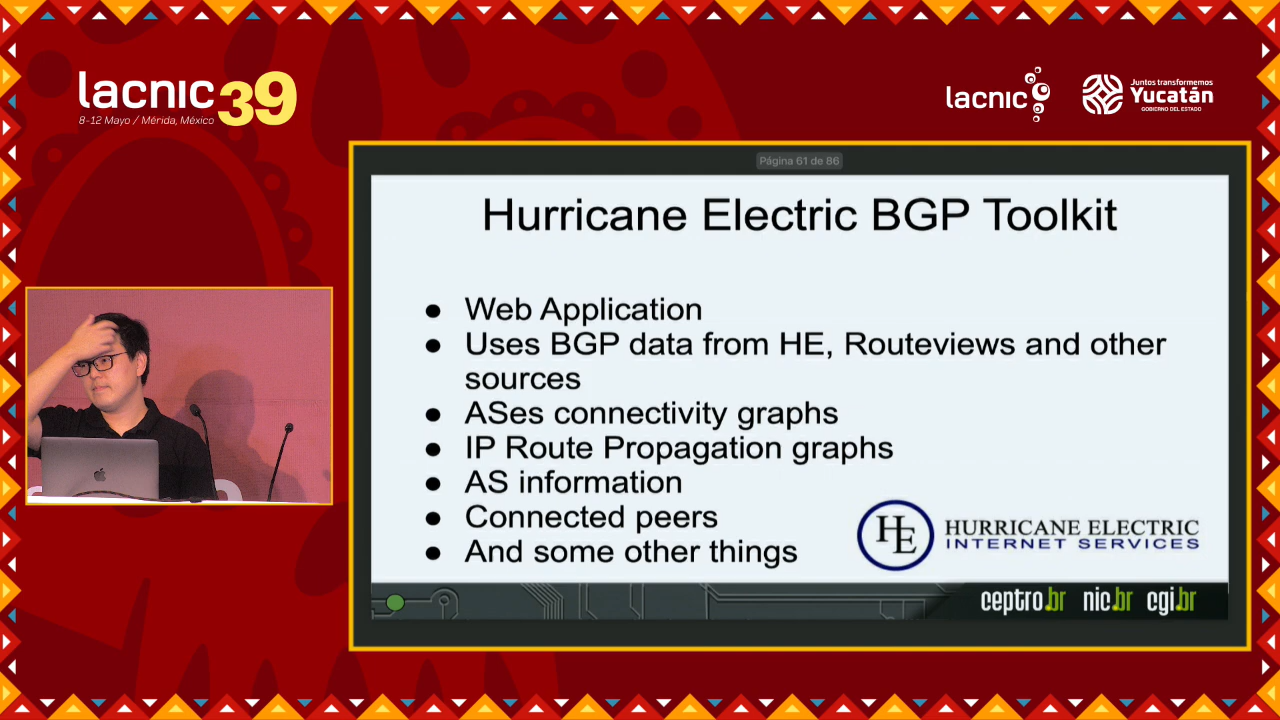 lacnic 39
8-12 Mayo / Mérida, México
lacnic
Juntos transformemos
Yucatán
GOBIERNO DEL ESTADO
Página 61 de 86
Hurricane Electric BGP Toolkit
● Web Application
● Uses BGP data from HE, Routeviews and other
sources
● ASes connectivity graphs
● IP Route Propagation graphs
● AS information
● Connected peers
● And some other things
HE
HURRICANE ELECTRIC
INTERNET SERVICES
ceptro.br nic.br cgi.br